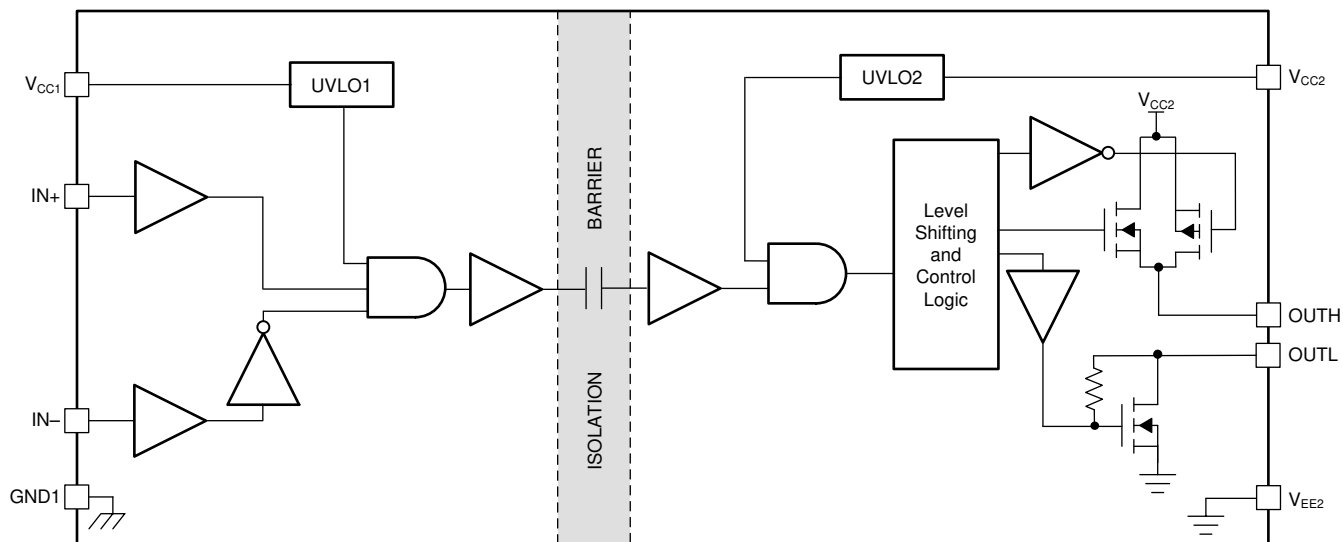 VCC1
UVLO1
UVLO2
VCC2
VCC2
IN+
BARRIER
Level
Shifting
and
Control
Logic
OUTH
OUTL
ISOLATION
IN–
GND1
VEE2